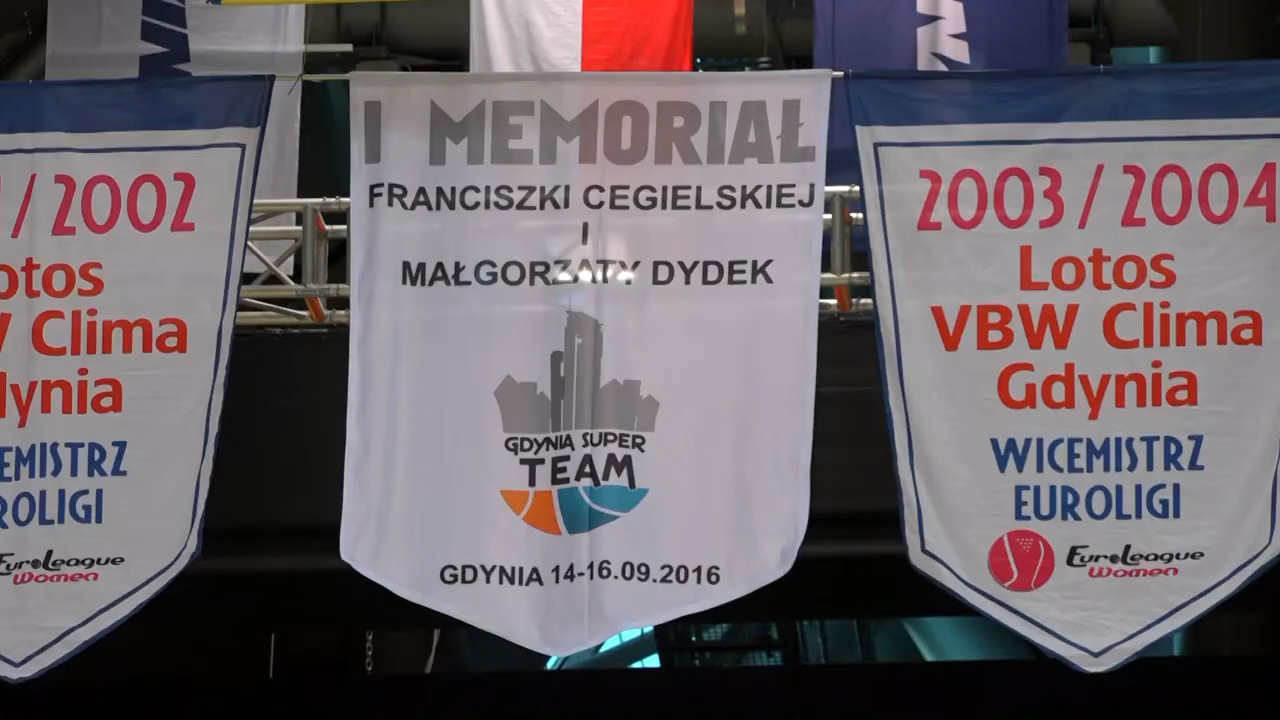 /2002
otos
Clima
dynia
EMISTRZ
ROLIGI
EuroLeague
Women
I MEMORIAŁ
FRANCISZKI CEGIELSKIEJ
I
MAŁGORZATY DYDEK
GDYNIA SUPER
TEAM
GDYNIA 14-16.09.2016
2003/2004
Lotos
VBW Clima
Gdynia
WICEMISTRZ
EUROLIGI
EuroLeague
Women